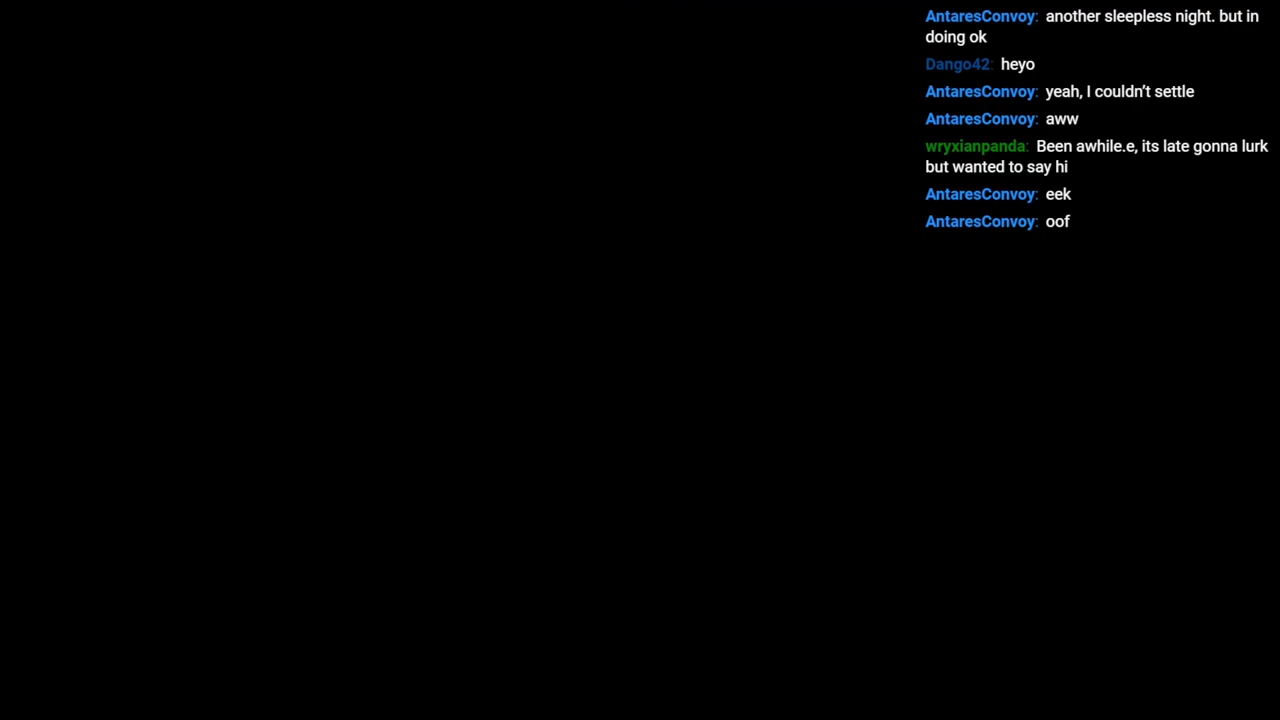 AntaresConvoy: another sleepless night. but in
doing ok
Dango42: heyo
AntaresConvoy: yeah, I couldn’t settle
AntaresConvoy: aww
wryxianpanda: Been awhile.e, its late gonna lurk
but wanted to say hi
AntaresConvoy: eek
AntaresConvoy: oof